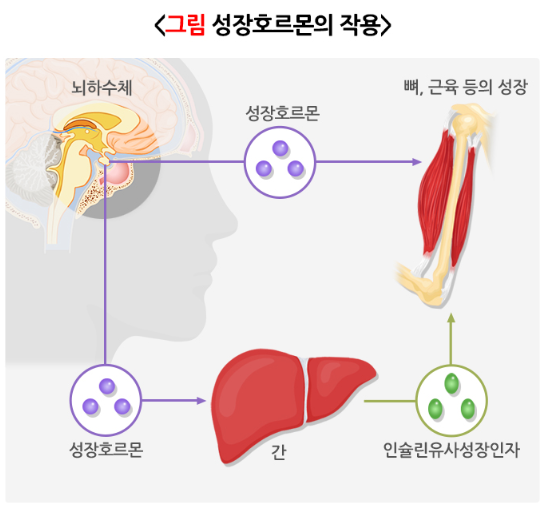 <그림 성장호르몬의 작용>
뇌하수체
성장호르몬
뼈, 근육 등의 성장
성장호르몬
간
인슐린유사성장인자